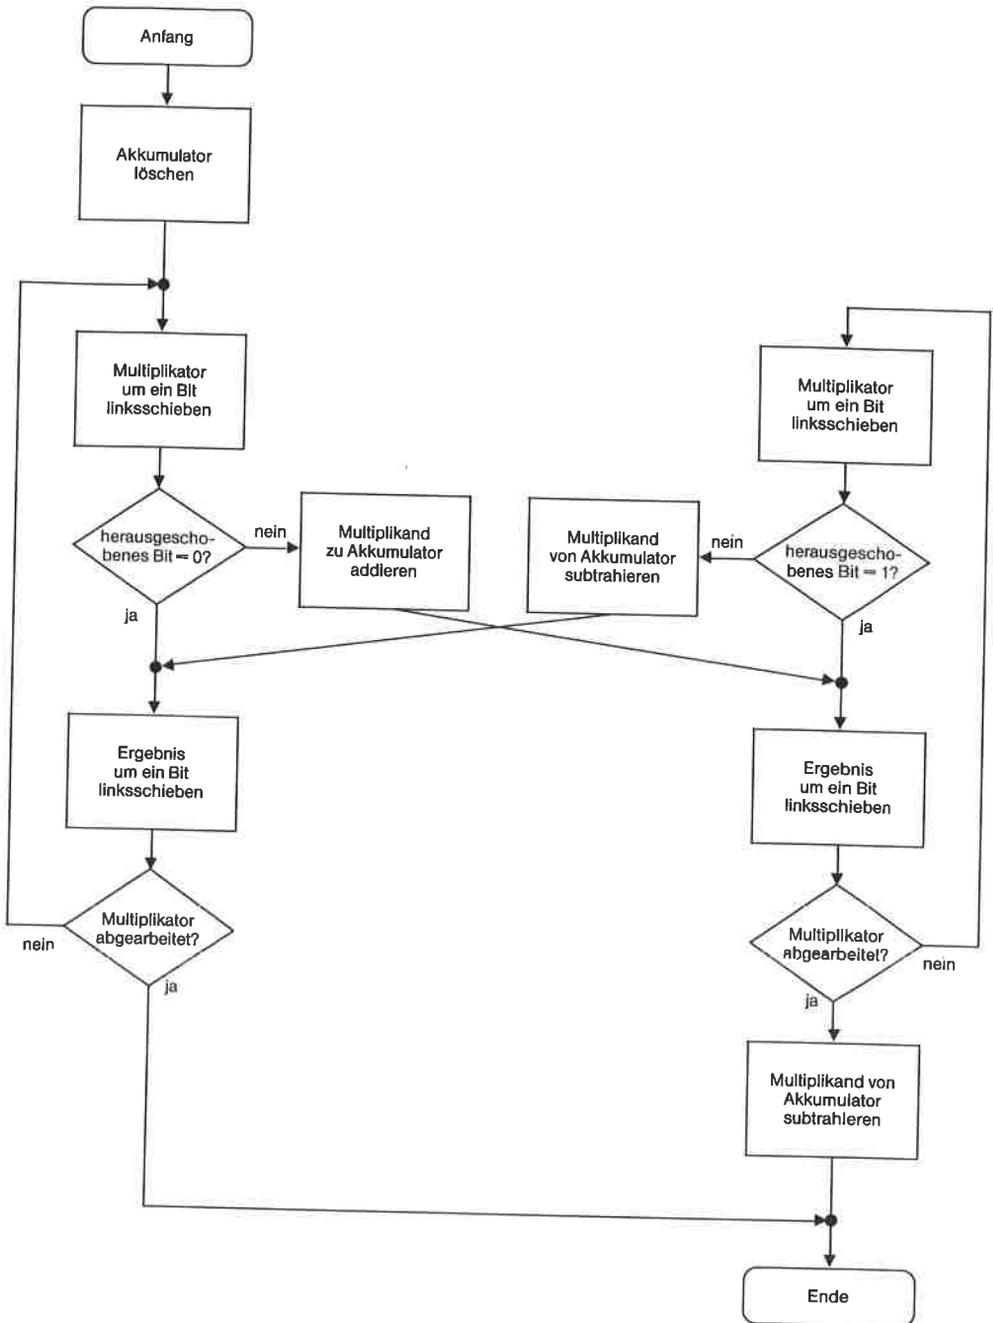 Anfang
Akkumulator
löschen
Multiplikator
um ein Bit
linksschieben
herausgescho-
benes Bit = 0?
nein
ja
Multiplikand
zu Akkumulator
addieren
Ergebnis
um ein Bit
linksschieben
Multiplikator
abgearbeitet?
nein
ja
Multiplikator
um ein Bit
linksschieben
herausgescho-
benes Bit = 1?
nein
ja
Multiplikand
von Akkumulator
subtrahieren
Ergebnis
um ein Bit
linksschieben
Multiplikator
abgearbeitet?
nein
ja
Multiplikand von
Akkumulator
subtrahieren
Ende